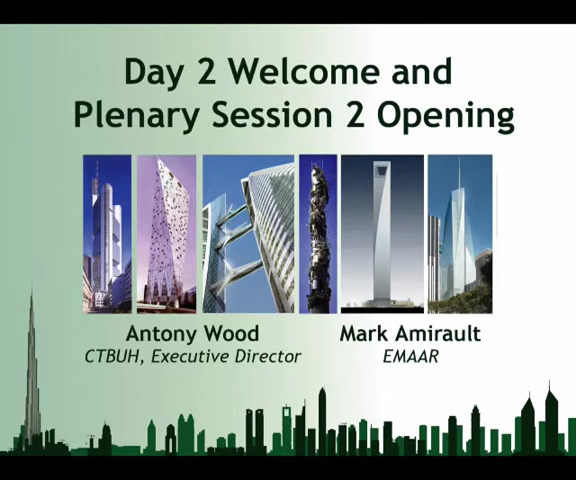 Day 2 Welcome and
Plenary Session 2 Opening
Antony Wood
CTBUH, Executive Director
Mark Amirault
EMAAR